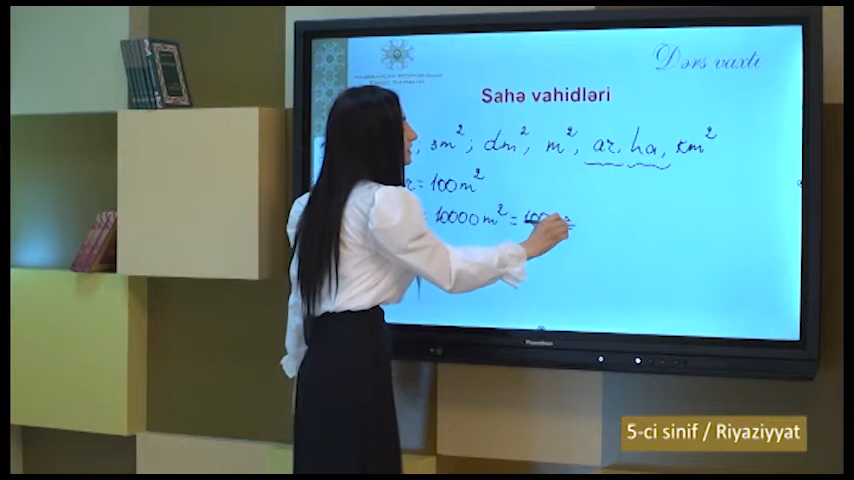 Dərs vaxtı
Sahə vahidləri
sm²; dm², m², ar, ha, km²
= 100m²
= 10000m² =
5-ci sinif / Riyaziyyat